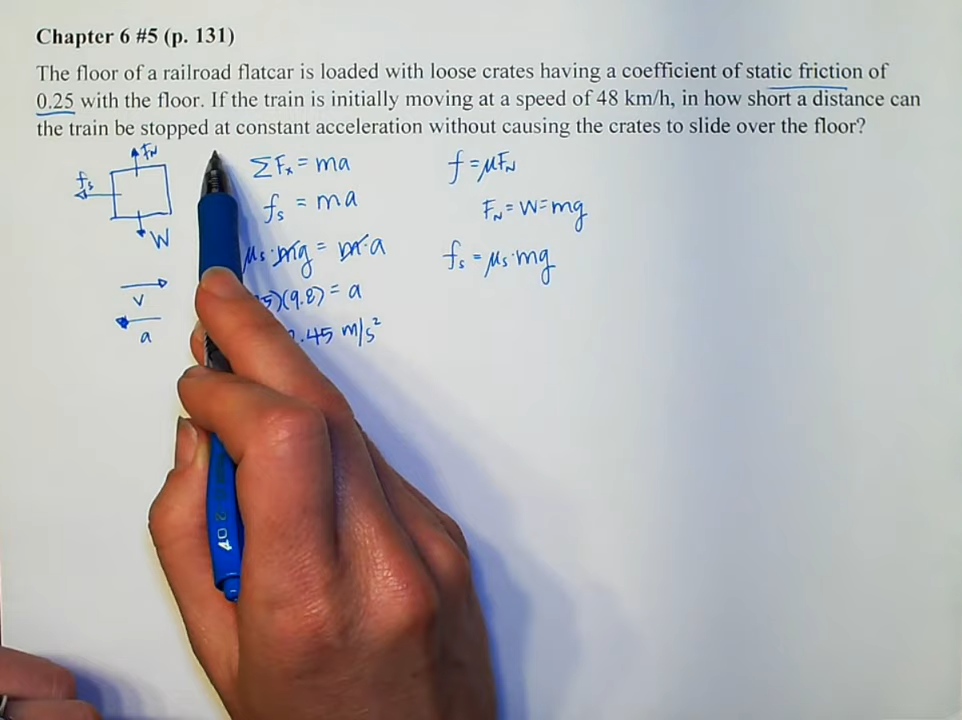 Chapter 6 #5 (p. 131)
The floor of a railroad flatcar is loaded with loose crates having a coefficient of static friction of
0.25 with the floor. If the train is initially moving at a speed of 48 km/h, in how short a distance can
the train be stopped at constant acceleration without causing the crates to slide over the floor?
FN
fs
W
v
a
ΣFx = ma
fs = ma
μs·mg = m·a
5)(9.8) = a
.45 m/s²
f = μFN
FN = W = mg
fs = μs·mg